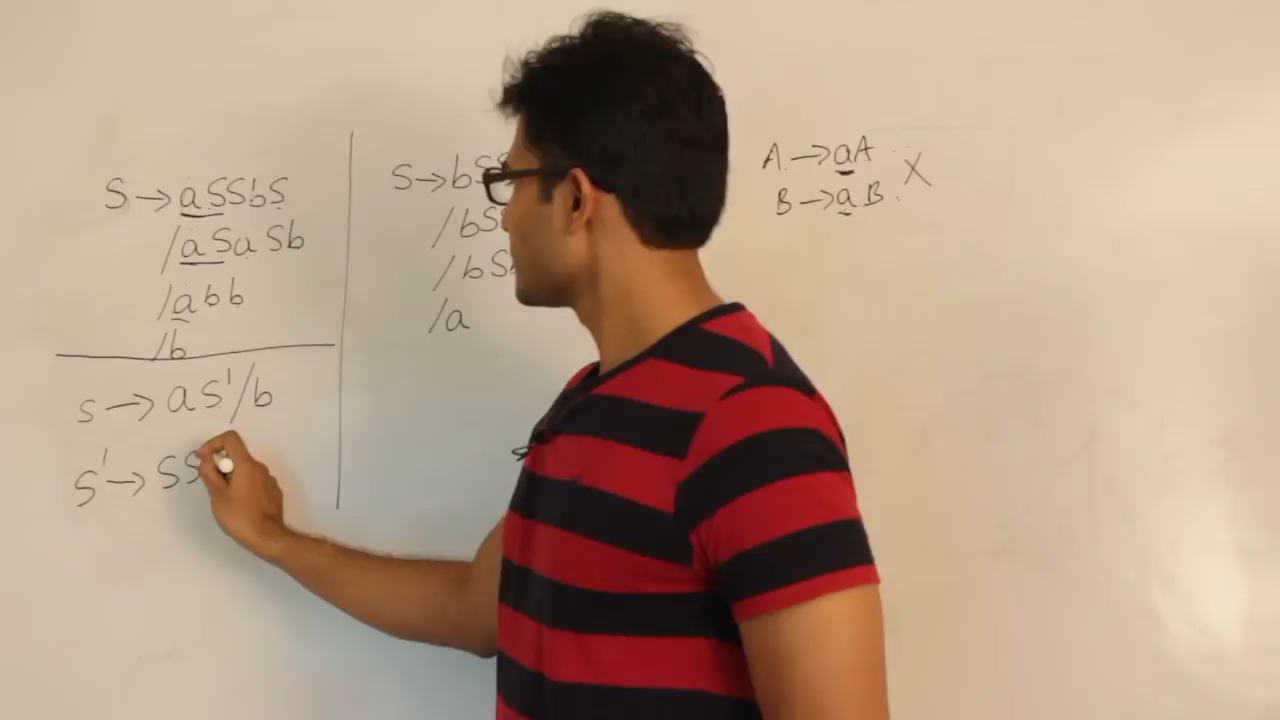 S → aSSbS
/aSaSb
/abb
/b
s → aS'/b
S' → SS
S → bS
/bS
/bS
/a
A → aA
B → aB
X